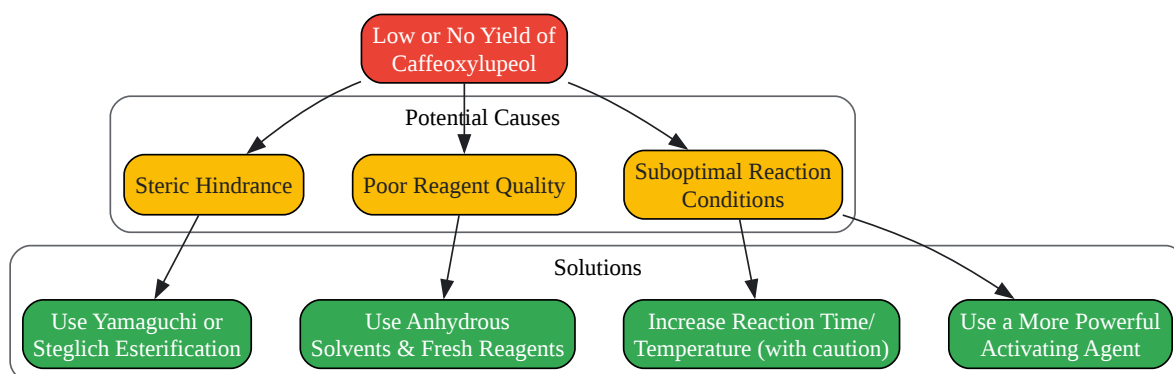 Low or No Yield of
Caffeoxylupeol
Potential Causes
Steric Hindrance
Poor Reagent Quality
Suboptimal Reaction
Conditions
Solutions
Use Yamaguchi or
Steglich Esterification
Use Anhydrous
Solvents & Fresh Reagents
Increase Reaction Time/
Temperature (with caution)
Use a More Powerful
Activating Agent